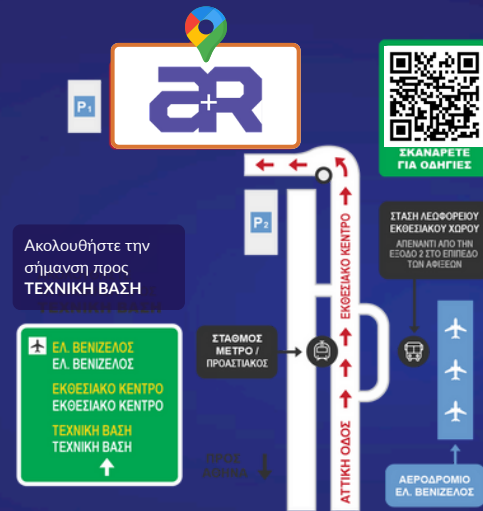 P1
a+R
ΣΚΑΝΑΡΕΤΕ
ΓΙΑ ΟΔΗΓΙΕΣ
P2
ΣΤΑΣΗ ΛΕΩΦΟΡΕΙΟΥ
ΕΚΘΕΣΙΑΚΟΥ ΧΩΡΟΥ
ΑΠΕΝΑΝΤΙ ΑΠΟ ΤΗΝ
ΕΞΟΔΟ 2 ΣΤΟ ΕΠΙΠΕΔΟ
ΤΩΝ ΑΦΙΞΕΩΝ
Ακολουθήστε την
σήμανση προς
ΤΕΧΝΙΚΗ ΒΑΣΗ
ΕΛ. ΒΕΝΙΖΕΛΟΣ
ΕΛ. ΒΕΝΙΖΕΛΟΣ
ΕΚΘΕΣΙΑΚΟ ΚΕΝΤΡΟ
ΕΚΘΕΣΙΑΚΟ ΚΕΝΤΡΟ
ΤΕΧΝΙΚΗ ΒΑΣΗ
ΤΕΧΝΙΚΗ ΒΑΣΗ
ΣΤΑΘΜΟΣ
ΜΕΤΡΟ /
ΠΡΟΑΣΤΙΑΚΟΣ
ΕΚΘΕΣΙΑΚΟ ΚΕΝΤΡΟ
ΑΤΤΙΚΗ ΟΔΟΣ
ΑΕΡΟΔΡΟΜΙΟ
ΕΛ. ΒΕΝΙΖΕΛΟΣ